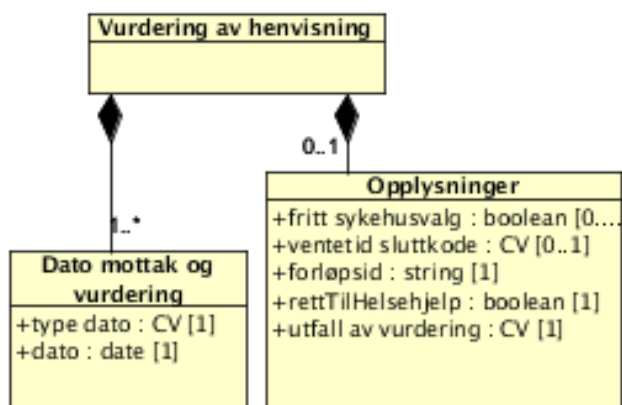 Vurdering av henvisning
0..1
1..*
Opplysninger
+fritt sykehusvalg : boolean [0....
+ventetid sluttkode : CV [0..1]
+forløpsid : string [1]
+rettTilHelsehjelp : boolean [1]
+utfall av vurdering : CV [1]
Dato mottak og
vurdering
+type dato : CV [1]
+dato : date [1]